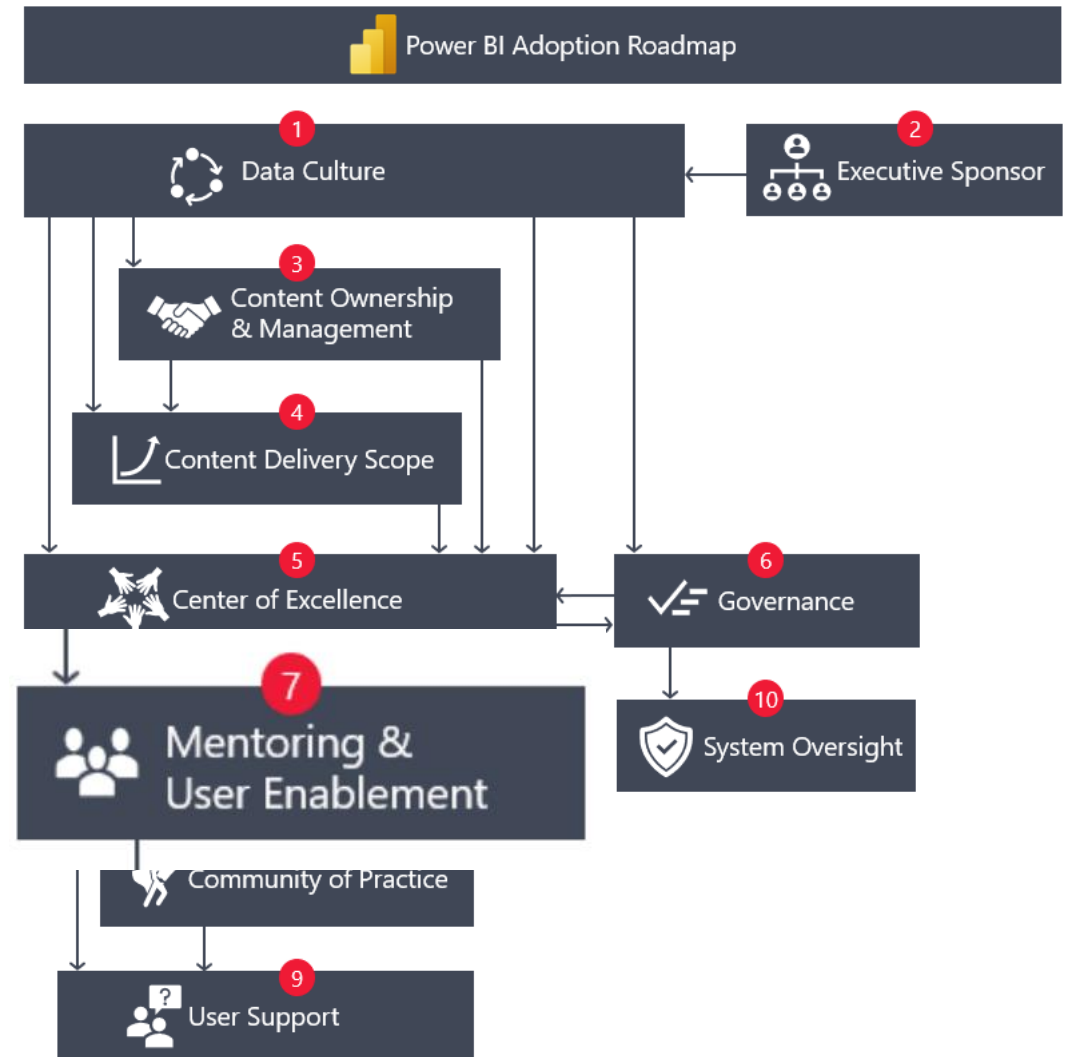 Power BI Adoption Roadmap
1
Data Culture
2
Executive Sponsor
3
Content Ownership
& Management
4
Content Delivery Scope
5
Center of Excellence
6
Governance
7
Mentoring &
User Enablement
10
System Oversight
Community of Practice
9
?
User Support